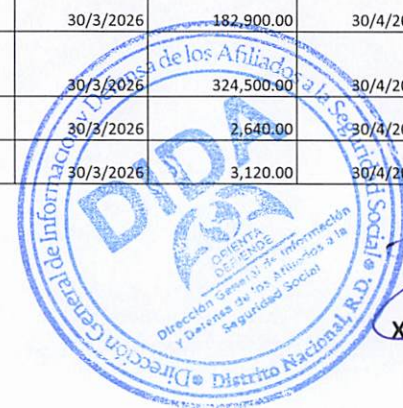 30/3/2026 182,900.00 30/4/20
30/3/2026 324,500.00 30/4/20
30/3/2026 2,640.00 30/4/20
30/3/2026 3,120.00 30/4/20
Dirección General de Información y Defensa de los Afiliados a la Seguridad Social
Distrito Nacional, R.D.
DIDA
ORIENTA
DEFIENDE
Dirección General de Información
y Defensa de los Afiliados a la
Seguridad Social
X